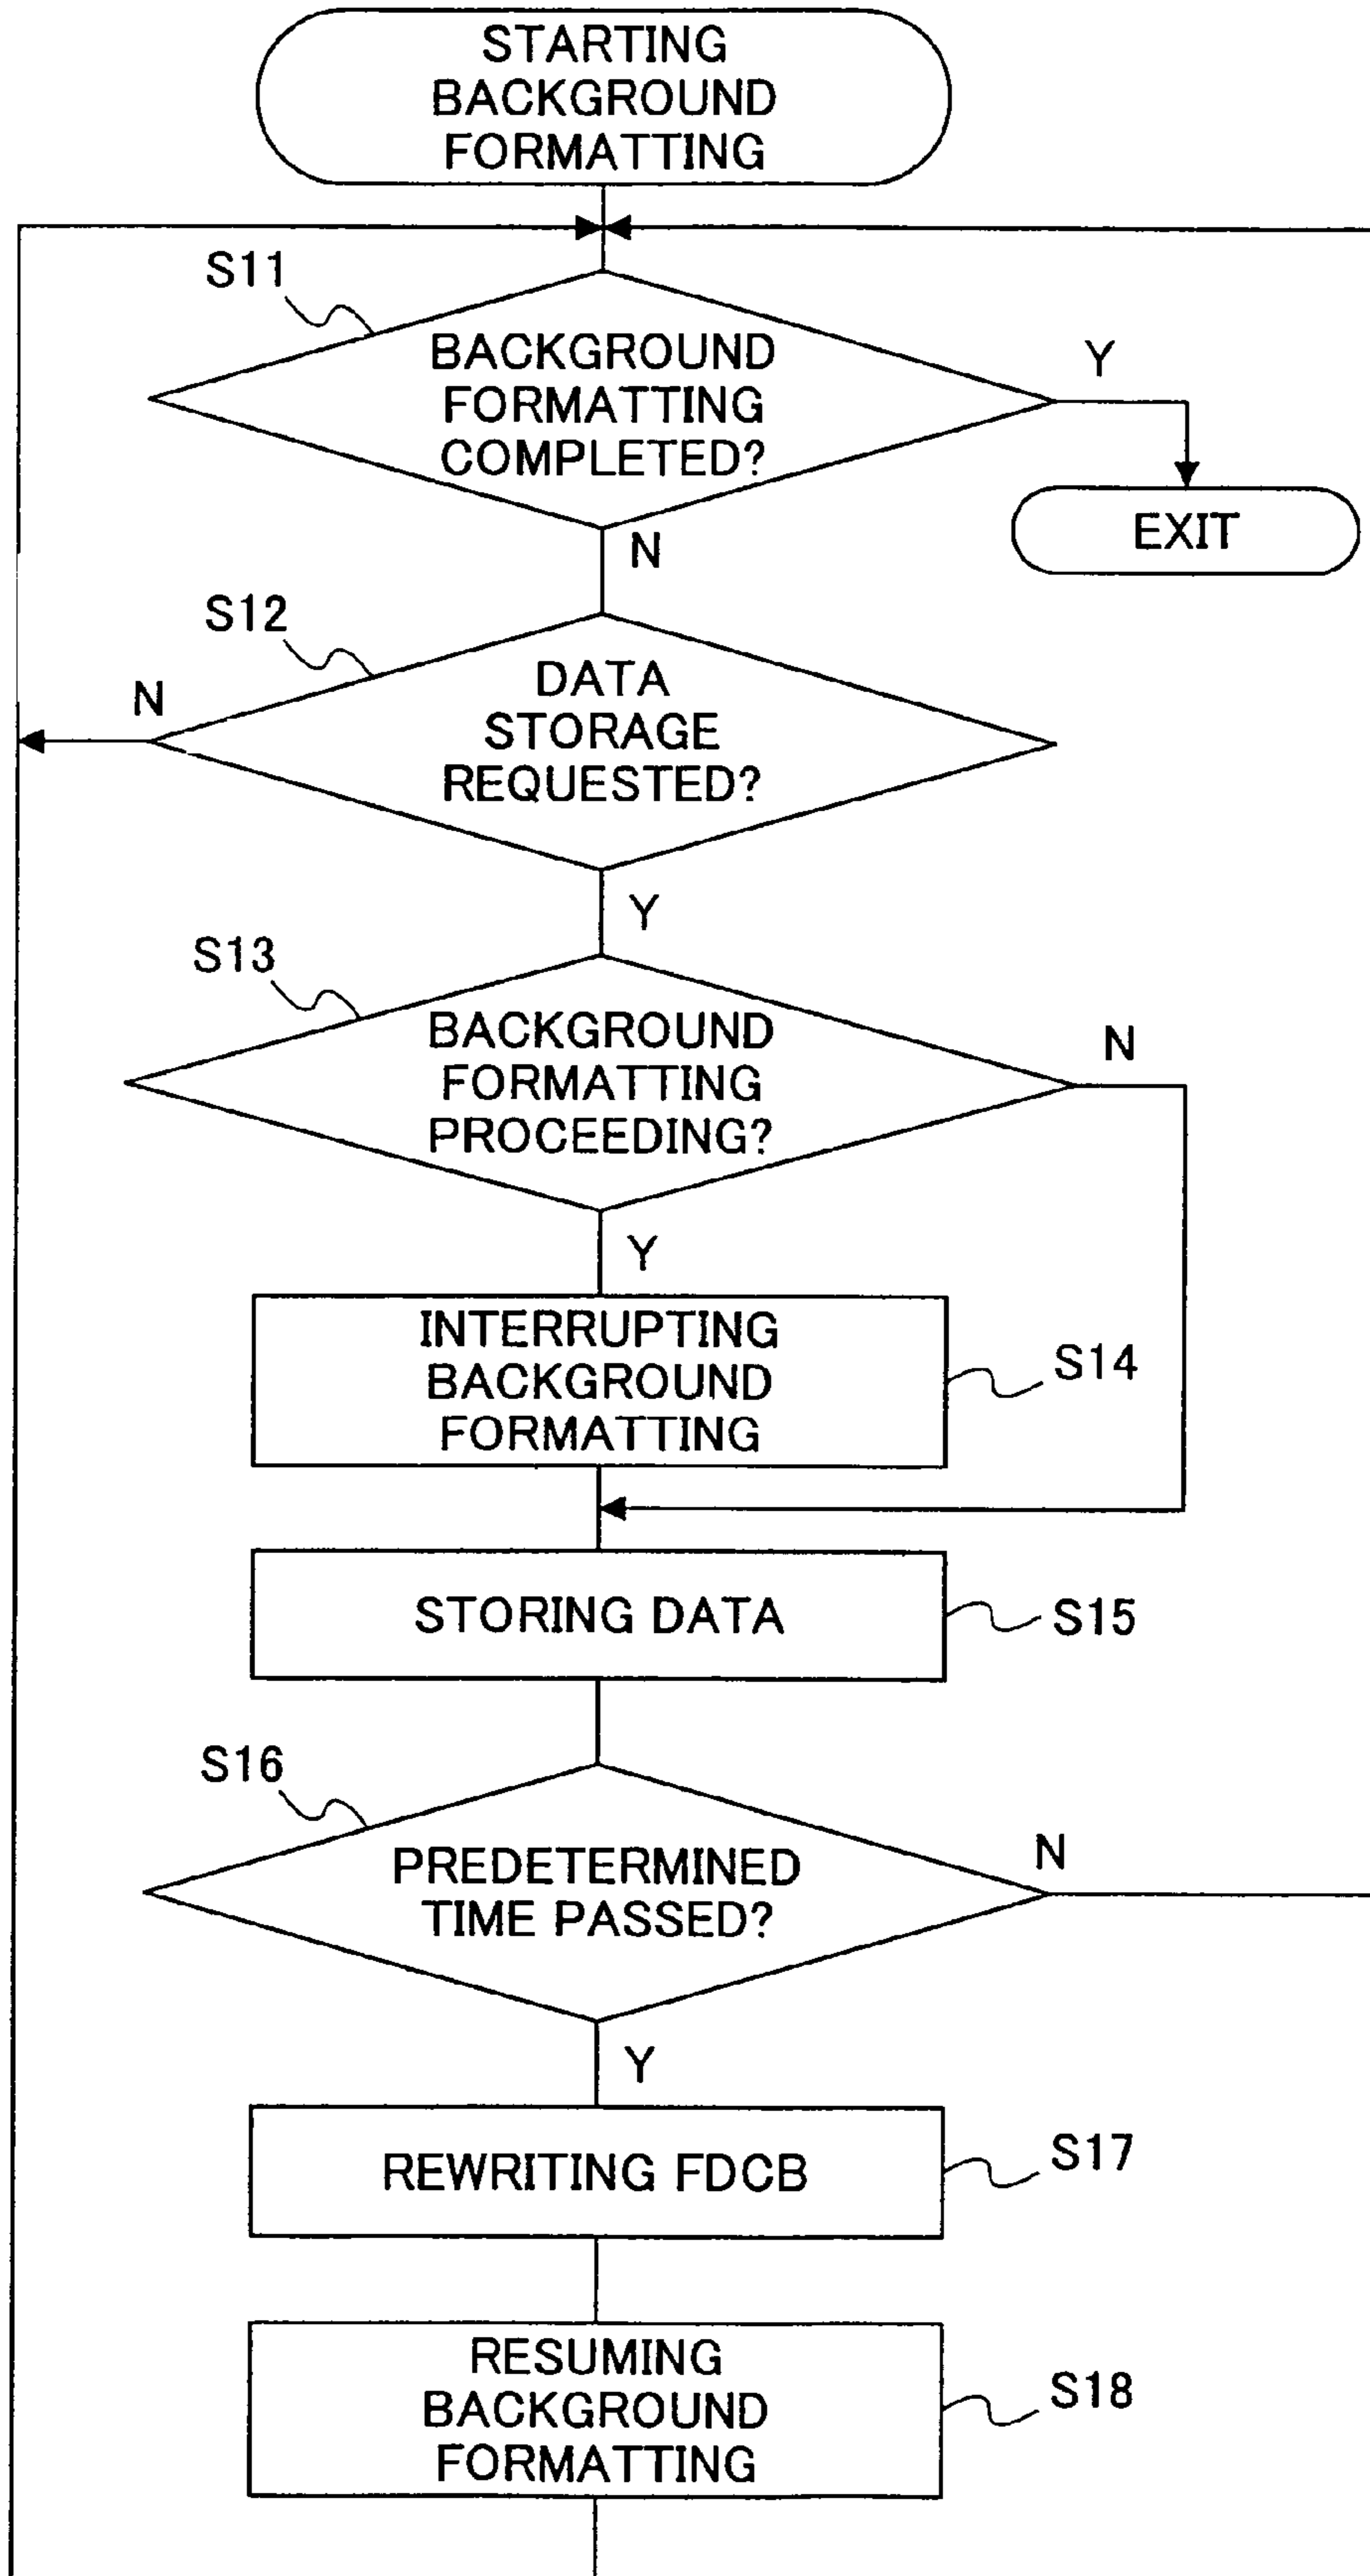 STARTING
BACKGROUND
FORMATTING
S11
BACKGROUND
FORMATTING
COMPLETED?
Y
EXIT
N
S12
DATA
STORAGE
REQUESTED?
N
Y
S13
BACKGROUND
FORMATTING
PROCEEDING?
N
Y
INTERRUPTING
BACKGROUND
FORMATTING
S14
STORING DATA
S15
S16
PREDETERMINED
TIME PASSED?
N
Y
REWRITING FDCB
S17
RESUMING
BACKGROUND
FORMATTING
S18